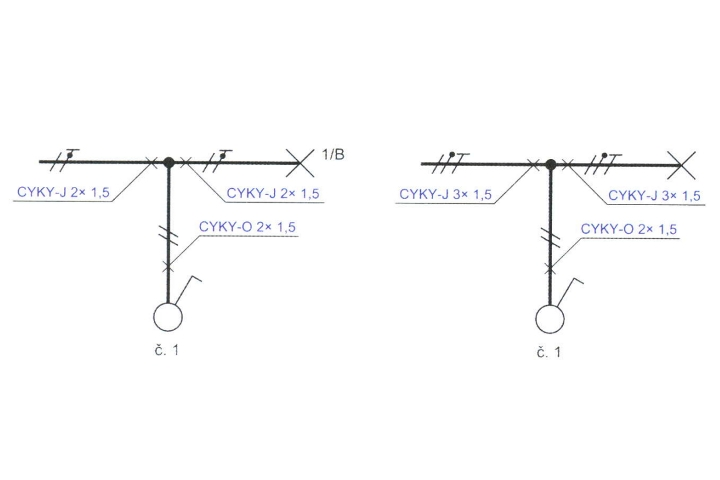 1/B
CYKY-J 2× 1,5
CYKY-J 2× 1,5
CYKY-O 2× 1,5
č. 1
CYKY-J 3× 1,5
CYKY-J 3× 1,5
CYKY-O 2× 1,5
č. 1